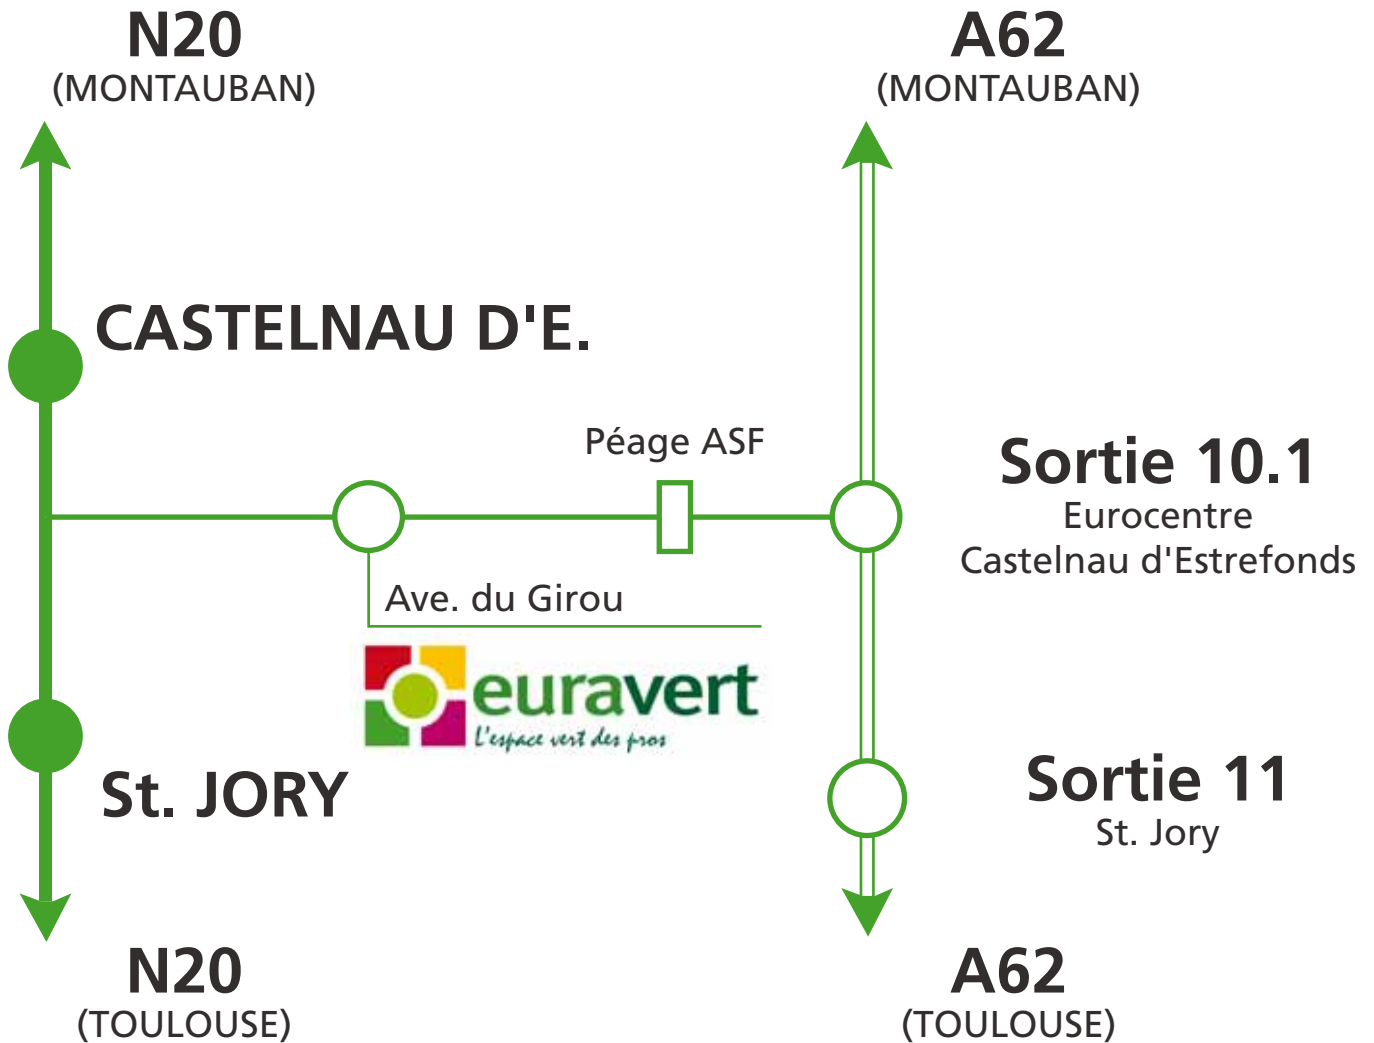 N20
(MONTAUBAN)
A62
(MONTAUBAN)
CASTELNAU D'E.
Péage ASF
Sortie 10.1
Eurocentre
Castelnau d'Estrefonds
Ave. du Girou
euravert
L'espace vert des pros
St. JORY
Sortie 11
St. Jory
N20
(TOULOUSE)
A62
(TOULOUSE)